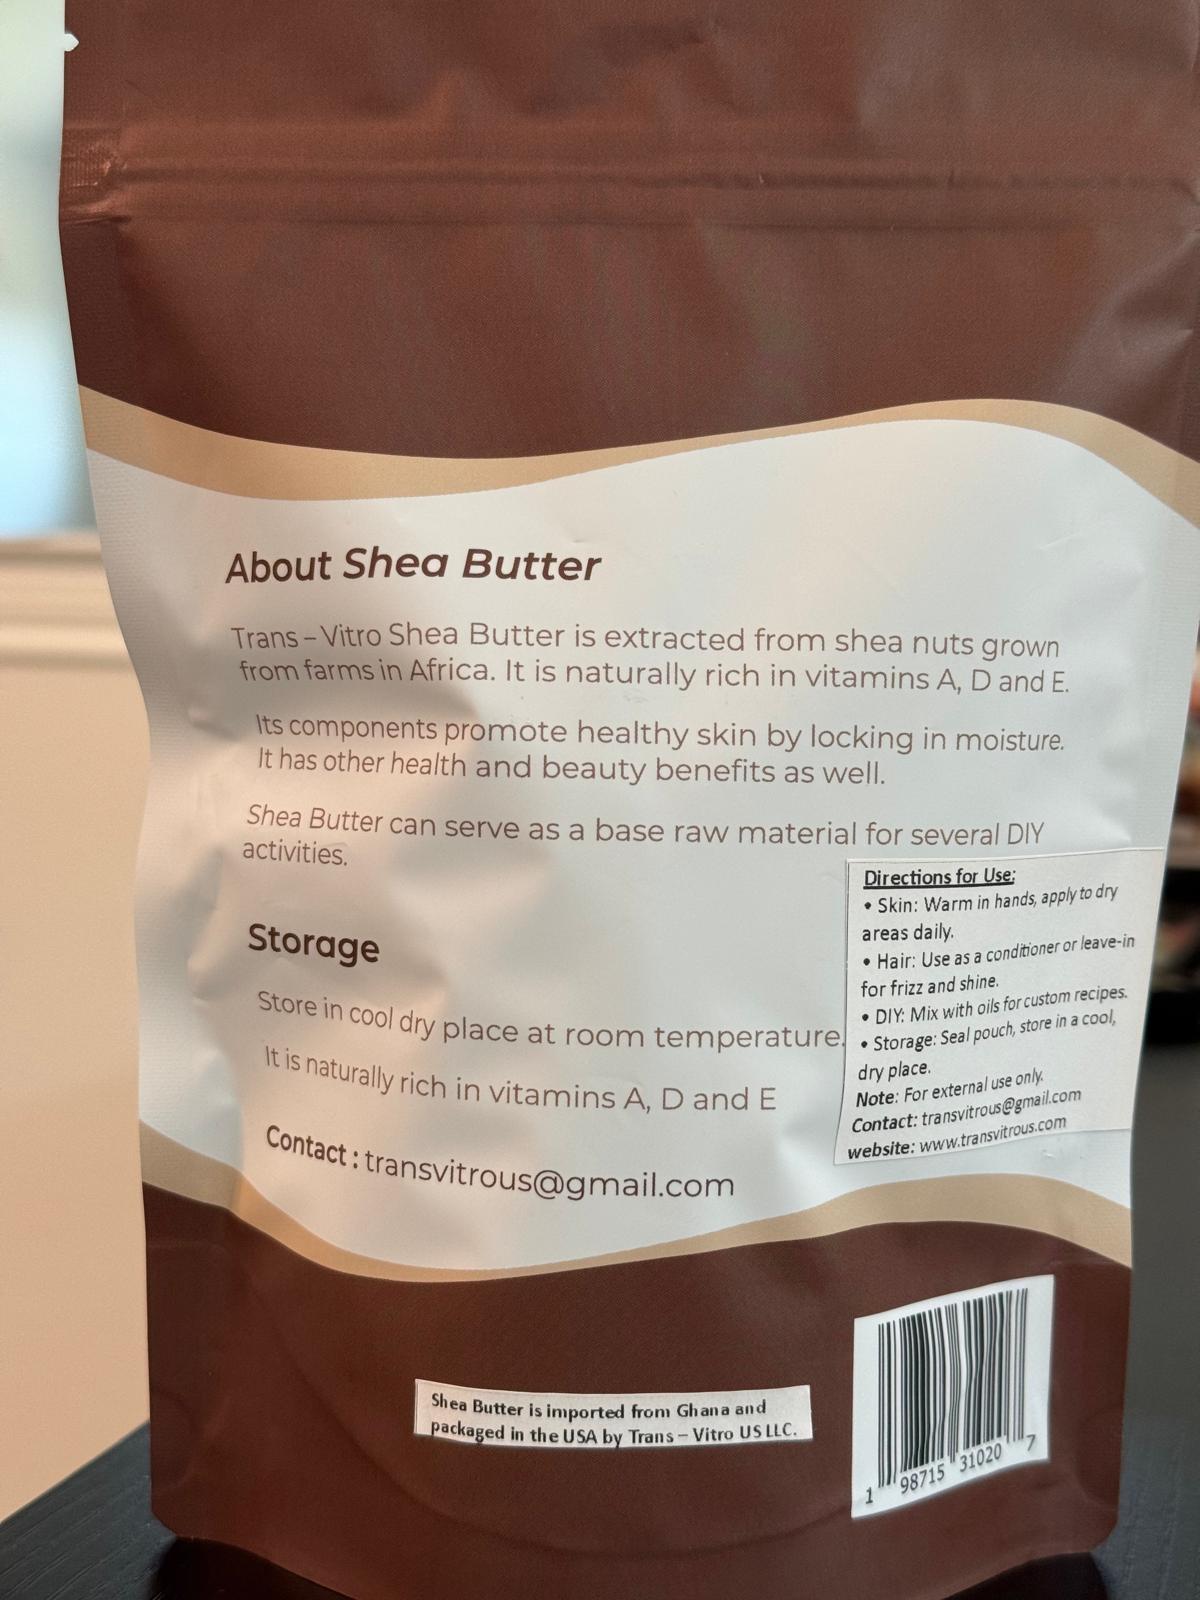 About Shea Butter
Trans – Vitro Shea Butter is extracted from shea nuts grown
from farms in Africa. It is naturally rich in vitamins A, D and E.
Its components promote healthy skin by locking in moisture.
It has other health and beauty benefits as well.
Shea Butter can serve as a base raw material for several DIY
activities.
Storage
Store in cool dry place at room temperature.
It is naturally rich in vitamins A, D and E
Contact : transvitrous@gmail.com
Directions for Use:
• Skin: Warm in hands, apply to dry
areas daily.
• Hair: Use as a conditioner or leave-in
for frizz and shine.
• DIY: Mix with oils for custom recipes.
• Storage: Seal pouch, store in a cool,
dry place.
Note: For external use only.
Contact: transvitrous@gmail.com
website: www.transvitrous.com
Shea Butter is imported from Ghana and
packaged in the USA by Trans – Vitro US LLC.
1 98715 31020 7